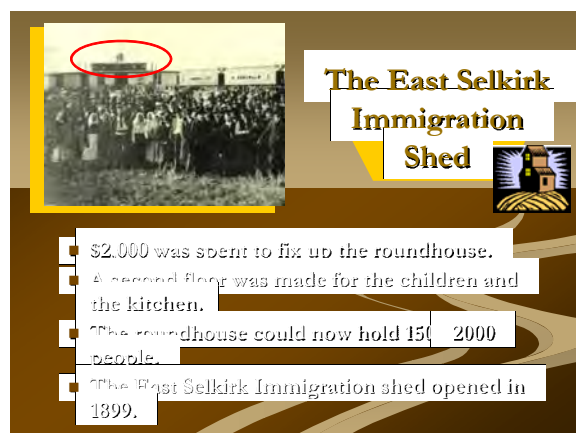 The East Selkirk
Immigration
Shed
$2,000 was spent to fix up the roundhouse.
A second floor was made for the children and
the kitchen.
The roundhouse could now hold 150 2000
people.
The East Selkirk Immigration shed opened in
1899.